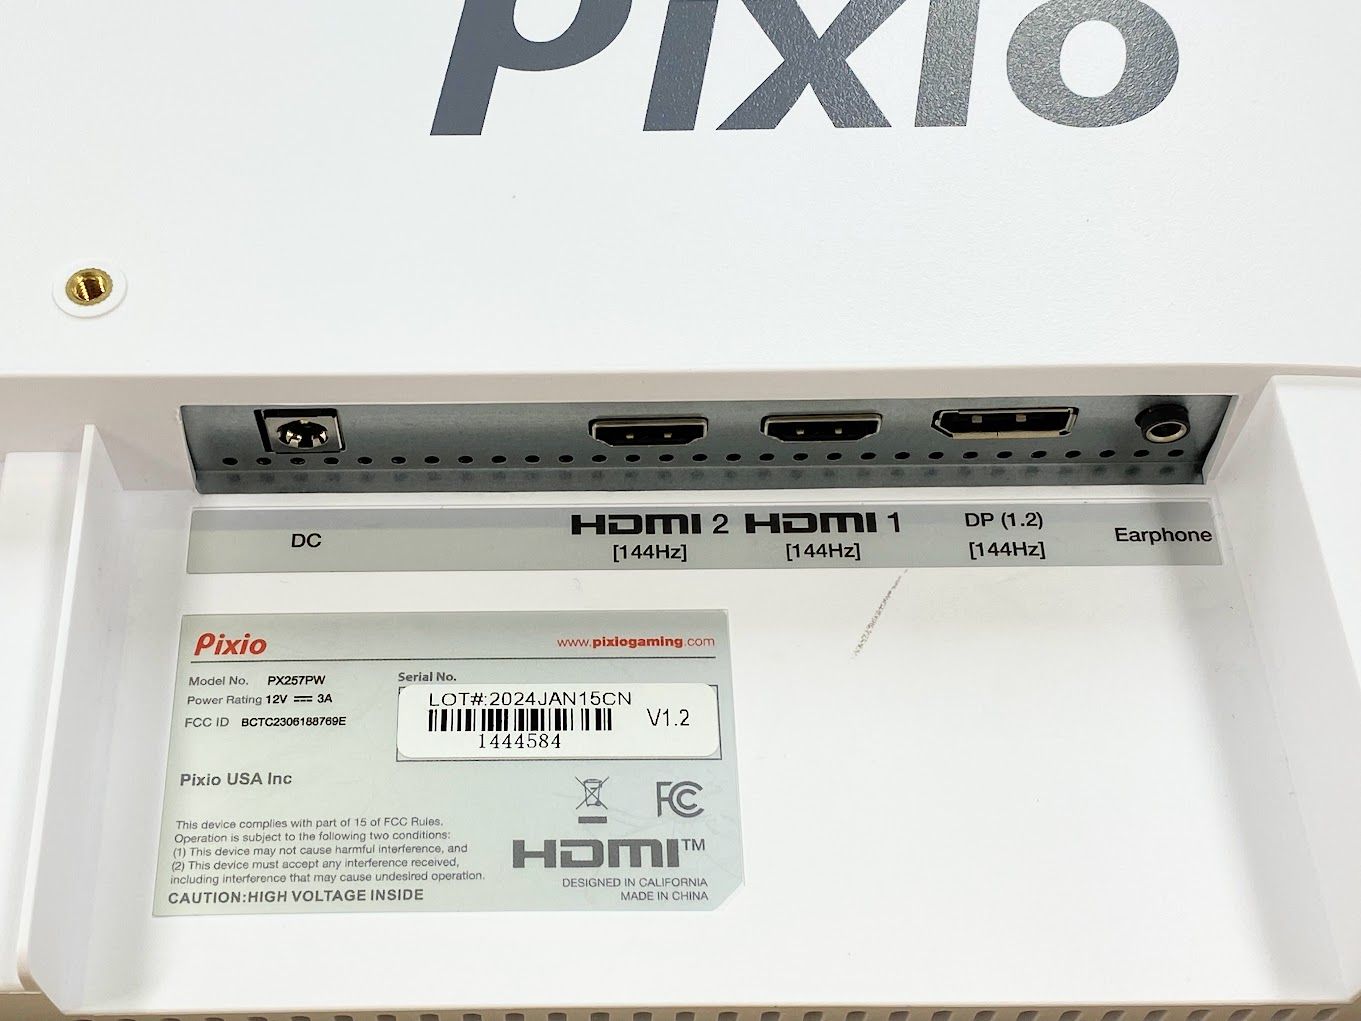 Pixio
DC
HDMI 2
[144Hz]
HDMI 1
[144Hz]
DP (1.2)
[144Hz]
Earphone
Pixio
www.pixiogaming.com
Model No. PX257PW
Power Rating 12V ⎓ 3A
FCC ID BCTC2306188769E
Serial No.
LOT#:2024JAN15CN
V1.2
1444584
Pixio USA Inc
FC
This device complies with part of 15 of FCC Rules.
Operation is subject to the following two conditions:
(1) This device may not cause harmful interference, and
(2) This device must accept any interference received,
including interference that may cause undesired operation.
CAUTION:HIGH VOLTAGE INSIDE
HDMI™
DESIGNED IN CALIFORNIA
MADE IN CHINA